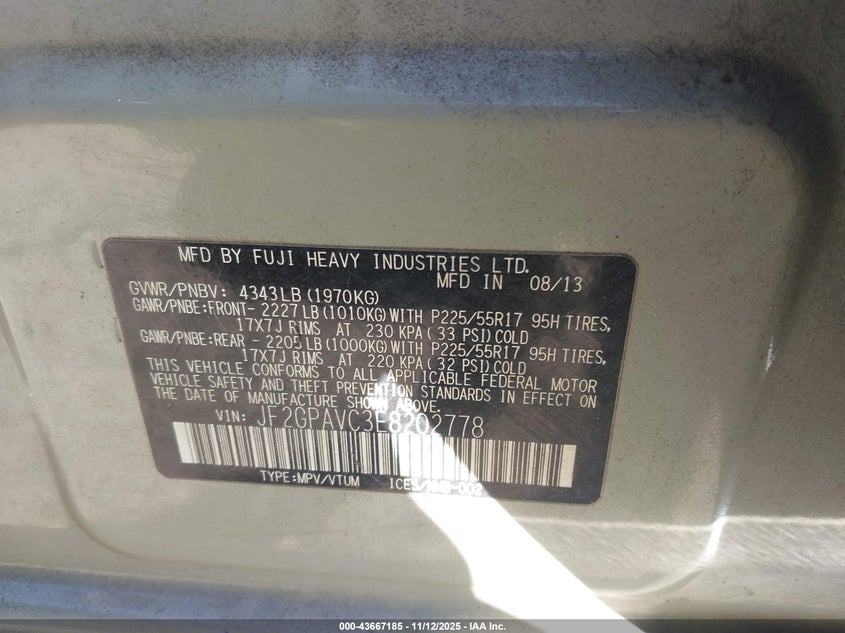 MFD BY FUJI HEAVY INDUSTRIES LTD.
MFD IN 08/13
GVWR/PNBV: 4343LB(1970KG)
GAWR/PNBE:FRONT- 2227LB(1010KG)WITH P225/55R17 95H TIRES,
17X7J RIMS AT 230 KPA( 33 PSI)COLD
GAWR/PNBE:REAR - 2205LB(1000KG)WITH P225/55R17 95H TIRES,
17X7J RIMS AT 220 KPA( 32 PSI)COLD
THIS VEHICLE CONFORMS TO ALL APPLICABLE FEDERAL MOTOR
VEHICLE SAFETY AND THEFT PREVENTION STANDARDS IN EFFECT ON
THE DATE OF MANUFACTURE SHOWN ABOVE.
VIN: JF2GPAVC3E8202778
TYPE:MPV/VTUM ICES/NMB-002
000-43667185 - 11/12/2025 - IAA Inc.